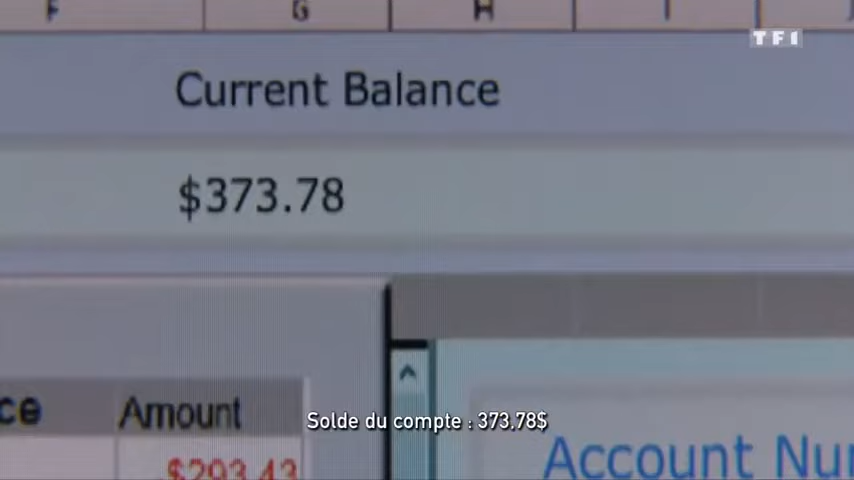 F G H I
TF1
Current Balance
$373.78
ce Amount
$293.43
Solde du compte : 373.78$
Account Nu